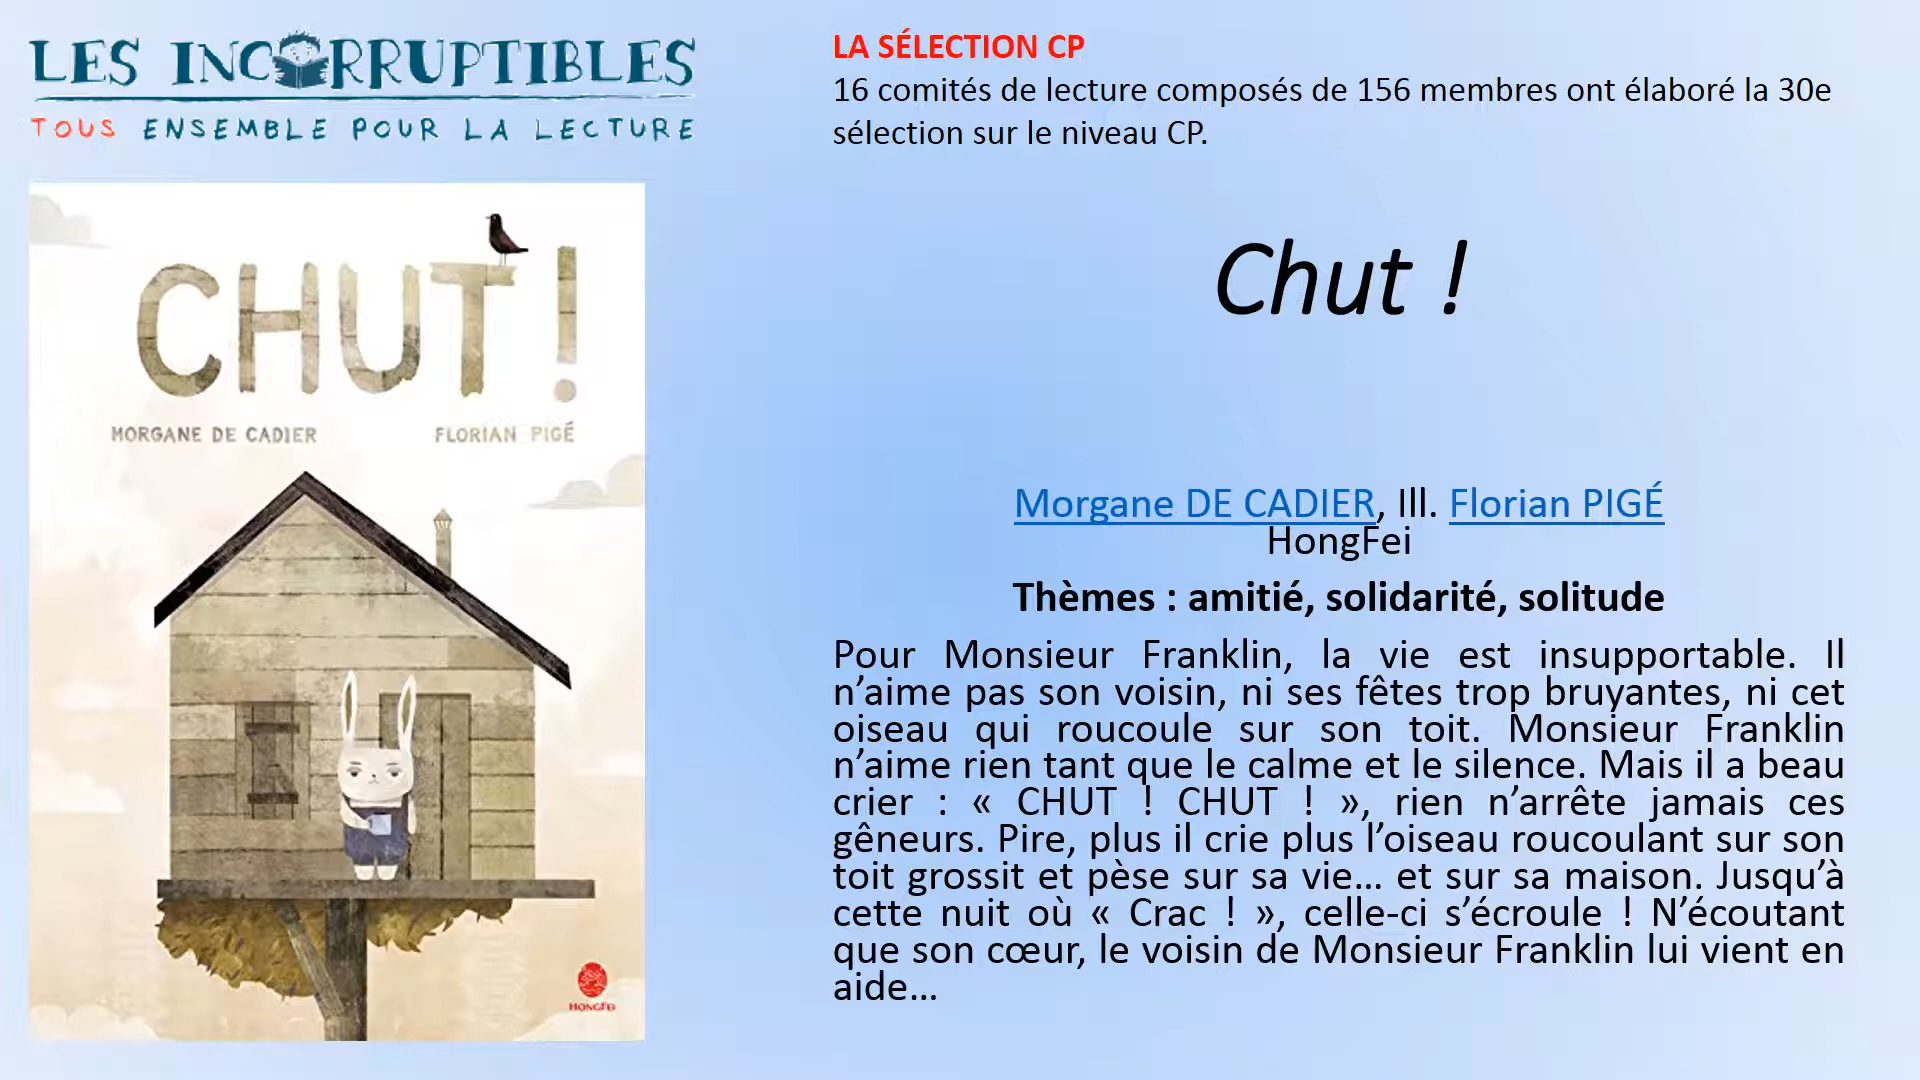 LES INCORRUPTIBLES
TOUS ENSEMBLE POUR LA LECTURE
LA SÉLECTION CP
16 comités de lecture composés de 156 membres ont élaboré la 30e
sélection sur le niveau CP.
CHUT !
MORGANE DE CADIER
FLORIAN PIGÉ
HONGFEI
Chut !
Morgane DE CADIER, Ill. Florian PIGÉ
HongFei
Thèmes : amitié, solidarité, solitude
Pour Monsieur Franklin, la vie est insupportable. Il
n’aime pas son voisin, ni ses fêtes trop bruyantes, ni cet
oiseau qui roucoule sur son toit. Monsieur Franklin
n’aime rien tant que le calme et le silence. Mais il a beau
crier : « CHUT ! CHUT ! », rien n’arrête jamais ces
gêneurs. Pire, plus il crie plus l’oiseau roucoulant sur son
toit grossit et pèse sur sa vie… et sur sa maison. Jusqu’à
cette nuit où « Crac ! », celle-ci s’écroule ! N’écoutant
que son cœur, le voisin de Monsieur Franklin lui vient en
aide…